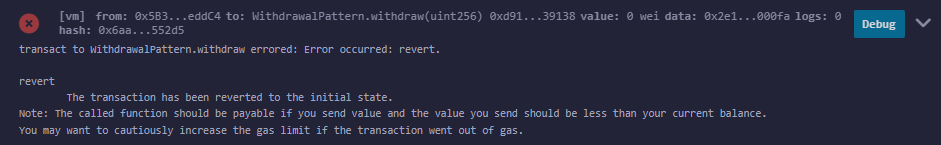 [vm] from: 0x5B3...eddC4 to: WithdrawalPattern.withdraw(uint256) 0xd91...39138 value: 0 wei data: 0x2e1...000fa logs: 0
hash: 0x6aa...552d5
Debug
transact to WithdrawalPattern.withdraw errored: Error occurred: revert.
revert
The transaction has been reverted to the initial state.
Note: The called function should be payable if you send value and the value you send should be less than your current balance.
You may want to cautiously increase the gas limit if the transaction went out of gas.